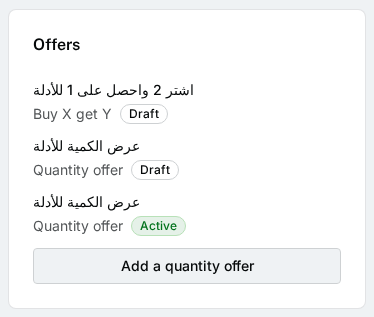 Offers
اشتر 2 واحصل على 1 للأدلة
Buy X get Y Draft
عرض الكمية للأدلة
Quantity offer Draft
عرض الكمية للأدلة
Quantity offer Active
Add a quantity offer